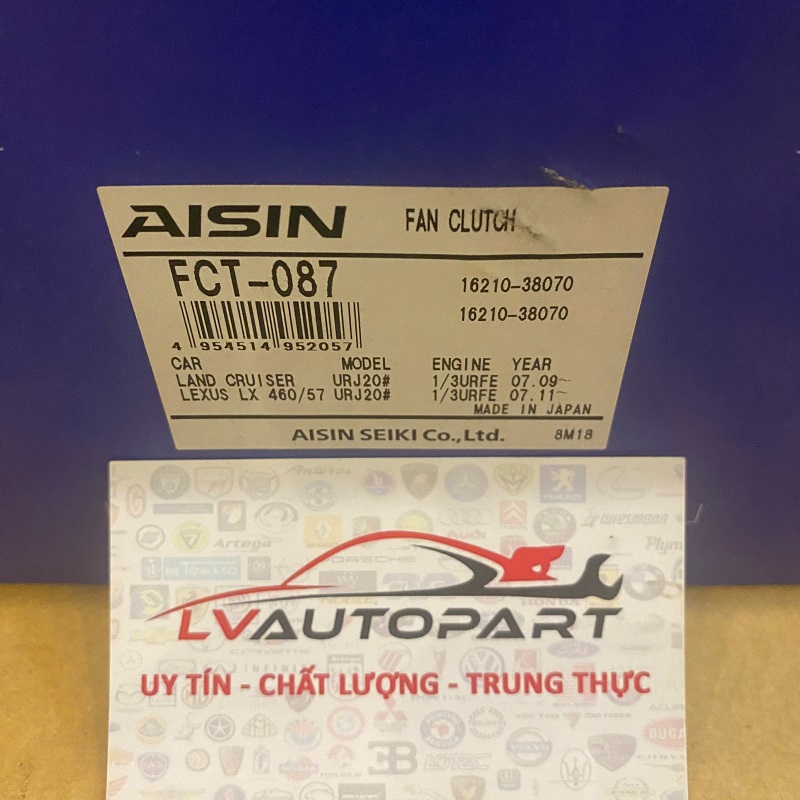 AISIN FAN CLUTCH
FCT-087 16210-38070
16210-38070
4 954514 952057
CAR MODEL ENGINE YEAR
LAND CRUISER URJ20# 1/3URFE 07.09~
LEXUS LX 460/57 URJ20# 1/3URFE 07.11~
MADE IN JAPAN
AISIN SEIKI Co.,Ltd. 8M18
LVAUTOPART
UY TÍN - CHẤT LƯỢNG - TRUNG THỰC